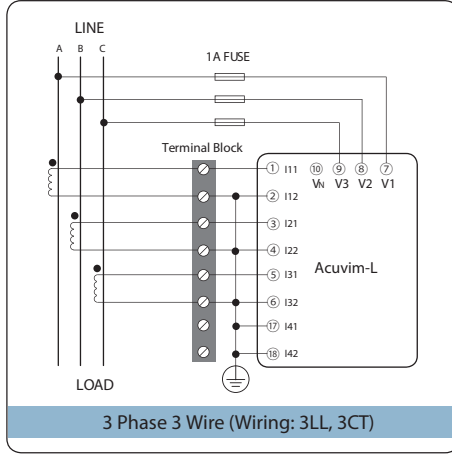 LINE
A B C
1A FUSE
Terminal Block
1 I11
2 I12
3 I21
4 I22
5 I31
6 I32
17 I41
18 I42
10 9 8 7
VN V3 V2 V1
Acuvim-L
LOAD
3 Phase 3 Wire (Wiring: 3LL, 3CT)